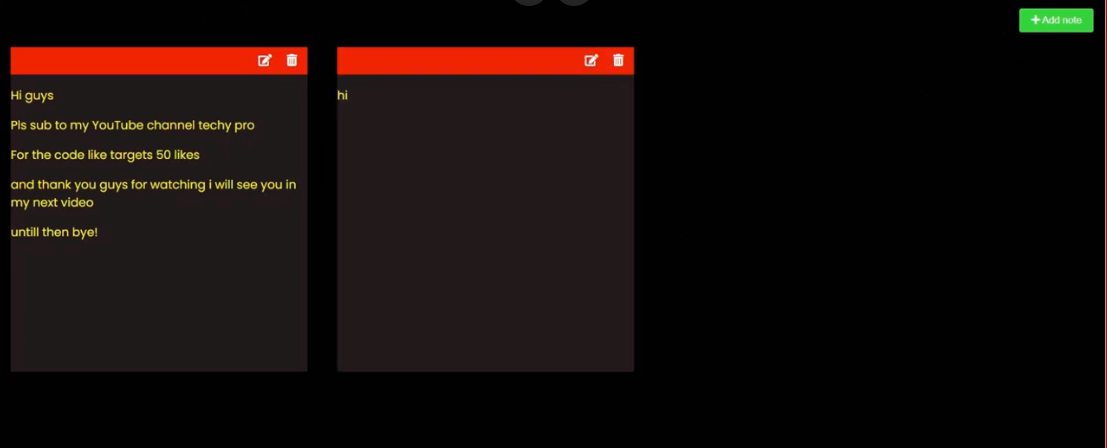 Add note
Hi guys
Pls sub to my YouTube channel techy pro
For the code like targets 50 likes
and thank you guys for watching i will see you in
my next video
untill then bye!
hi